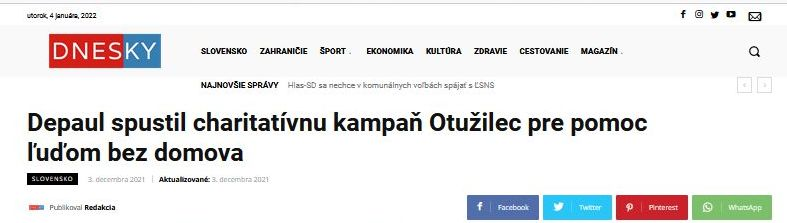 utorok, 4 januára, 2022
DNESKY
SLOVENSKO ZAHRANIČIE ŠPORT EKONOMIKA KULTÚRA ZDRAVIE CESTOVANIE MAGAZÍN
NAJNOVŠIE SPRÁVY Hlas-SD sa nechce v komunálnych voľbách spájať s ĽSNS
Depaul spustil charitatívnu kampaň Otužilec pre pomoc
ľuďom bez domova
SLOVENSKO 3. decembra 2021 Aktualizované: 3. decembra 2021
Publikoval Redakcia
Facebook Twitter Pinterest WhatsApp